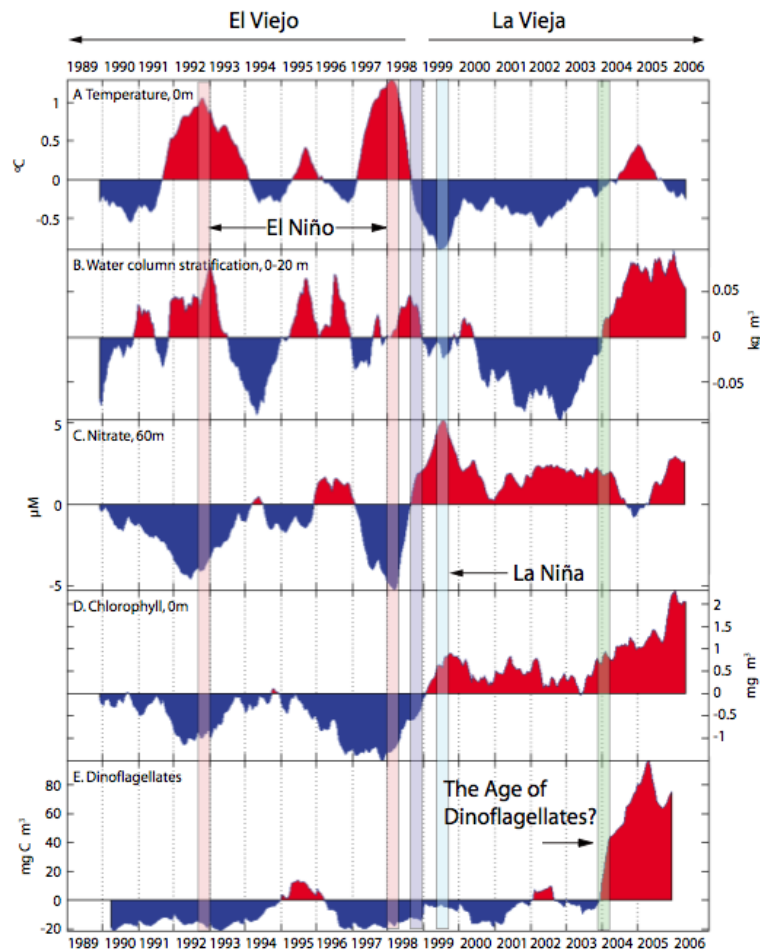 El Viejo La Vieja
1989 1990 1991 1992 1993 1994 1995 1996 1997 1998 1999 2000 2001 2002 2003 2004 2005 2006
A Temperature, 0m
1
0.5
0
-0.5
ºC
El Niño
B. Water column stratification, 0-20 m
0.05
0
-0.05
kg m³
C. Nitrate, 60m
5
0
-5
µM
La Niña
D. Chlorophyll, 0m
2
1.5
1
0.5
0
-0.5
-1
mg m³
E. Dinoflagellates
80
60
40
20
0
-20
mg C m³
The Age of
Dinoflagellates?
1989 1990 1991 1992 1993 1994 1995 1996 1997 1998 1999 2000 2001 2002 2003 2004 2005 2006